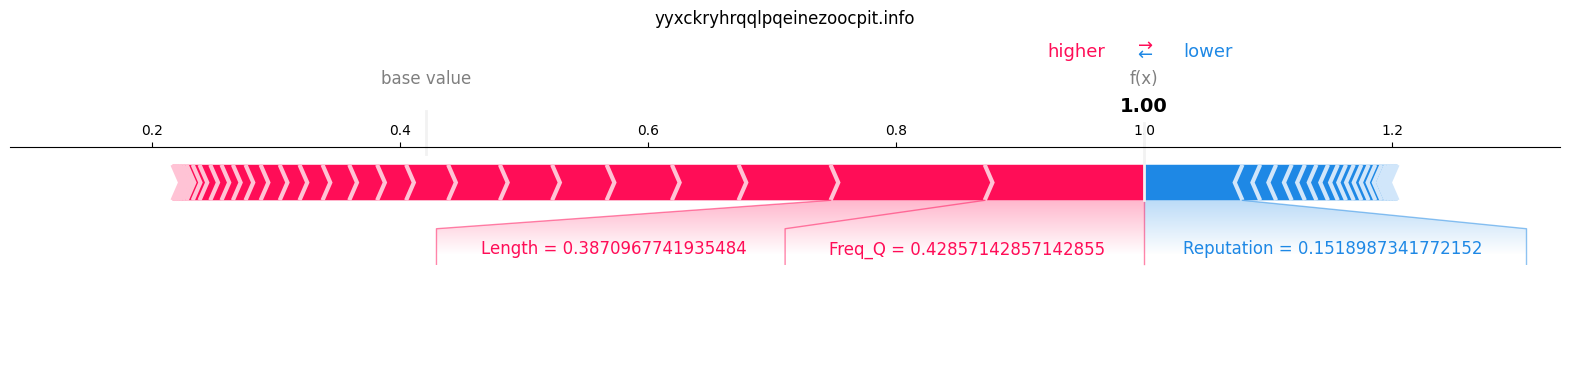 yyxckryhrqqlpqeinezoocpit.info
higher ⇄ lower
base value f(x)
1.00
0.2 0.4 0.6 0.8 1.0 1.2
Length = 0.3870967741935484 Freq_Q = 0.42857142857142855 Reputation = 0.1518987341772152